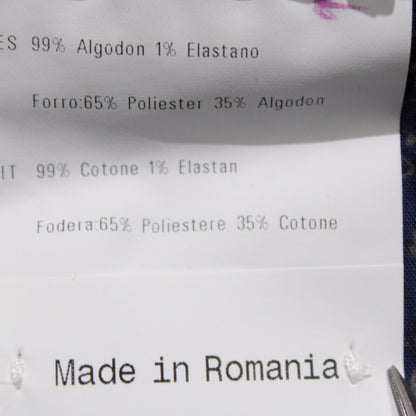 ES 99% Algodon 1% Elastano
Forro:65% Poliester 35% Algodon
IT 99% Cotone 1% Elastan
Fodera:65% Poliestere 35% Cotone
Made in Romania